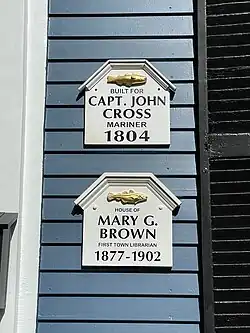 BUILT FOR
CAPT. JOHN
CROSS
MARINER
1804
HOUSE OF
MARY G.
BROWN
FIRST TOWN LIBRARIAN
1877-1902